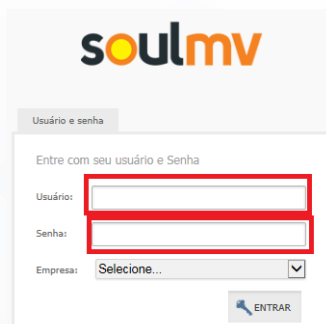 soulmv
Usuário e senha
Entre com seu usuário e Senha
Usuário:
Senha:
Empresa: Selecione...
ENTRAR